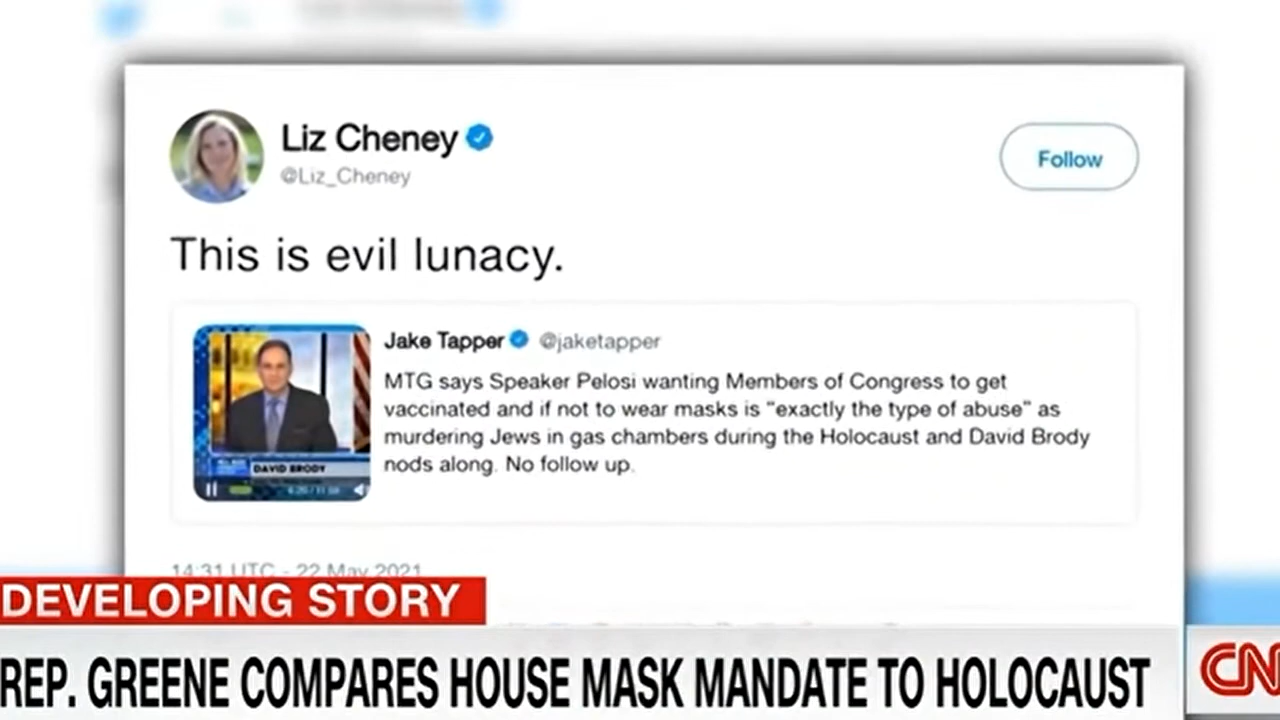 Liz Cheney
@Liz_Cheney
Follow
This is evil lunacy.
Jake Tapper @jaketapper
MTG says Speaker Pelosi wanting Members of Congress to get
vaccinated and if not to wear masks is "exactly the type of abuse" as
murdering Jews in gas chambers during the Holocaust and David Brody
nods along. No follow up.
DAVID BRODY
14:31 UTC - 22 May 2021
DEVELOPING STORY
REP. GREENE COMPARES HOUSE MASK MANDATE TO HOLOCAUST
CN